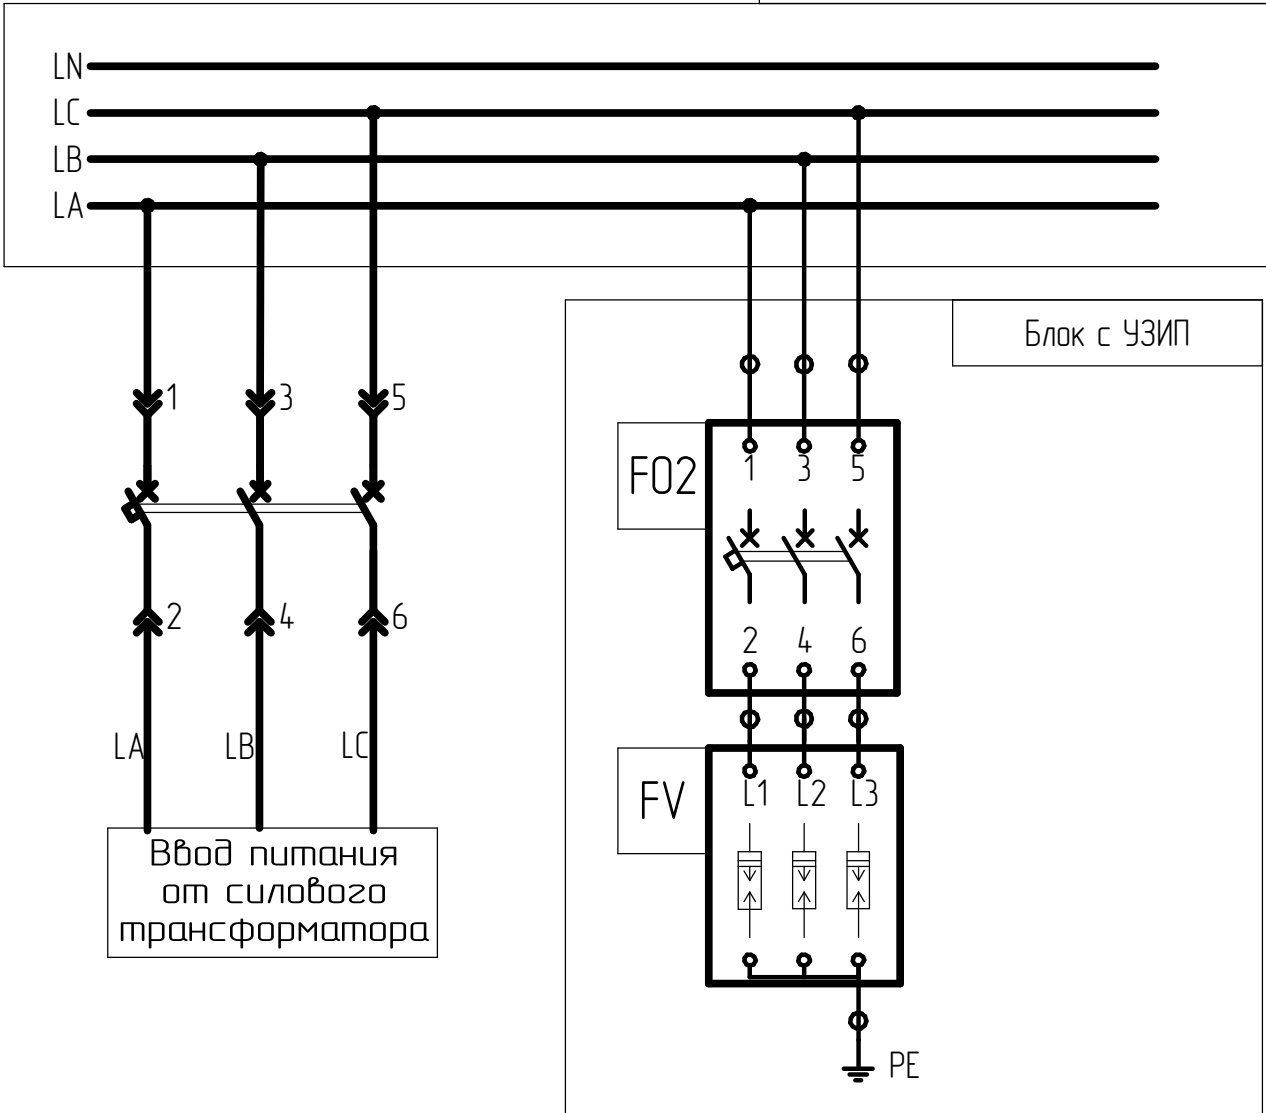 LN
LC
LB
LA
Блок с УЗИП
1 3 5
F02
1 3 5
2 4 6
2 4 6
LA LB LC
FV
L1 L2 L3
Ввод питания
от силового
трансформатора
PE